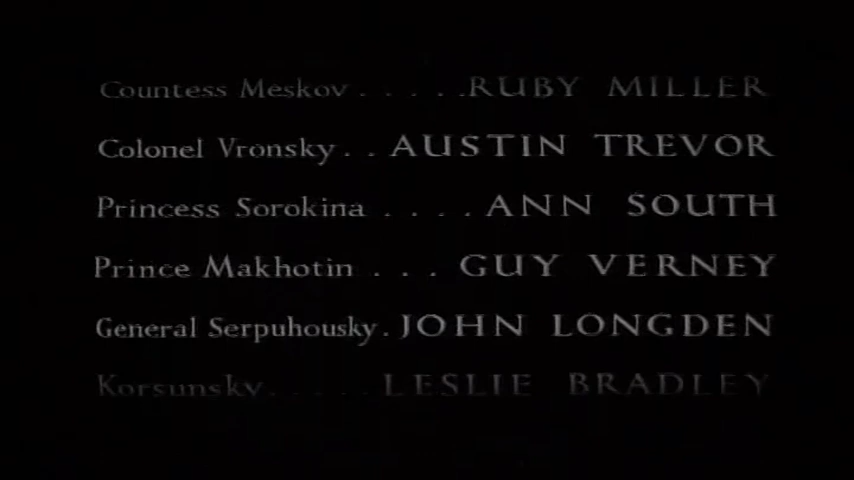 Countess Meskov . . . . . RUBY MILLER
Colonel Vronsky . . AUSTIN TREVOR
Princess Sorokina . . . . ANN SOUTH
Prince Makhotin . . . GUY VERNEY
General Serpuhousky . JOHN LONGDEN
Korsunsky . . . . . LESLIE BRADLEY